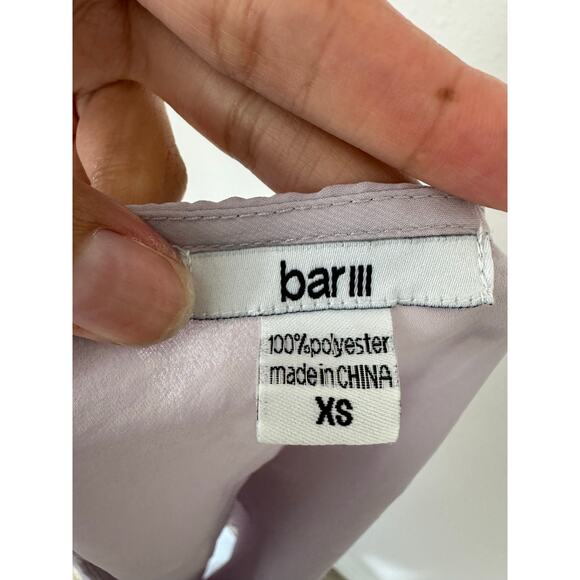 bar III
100%polyester
made in CHINA
XS